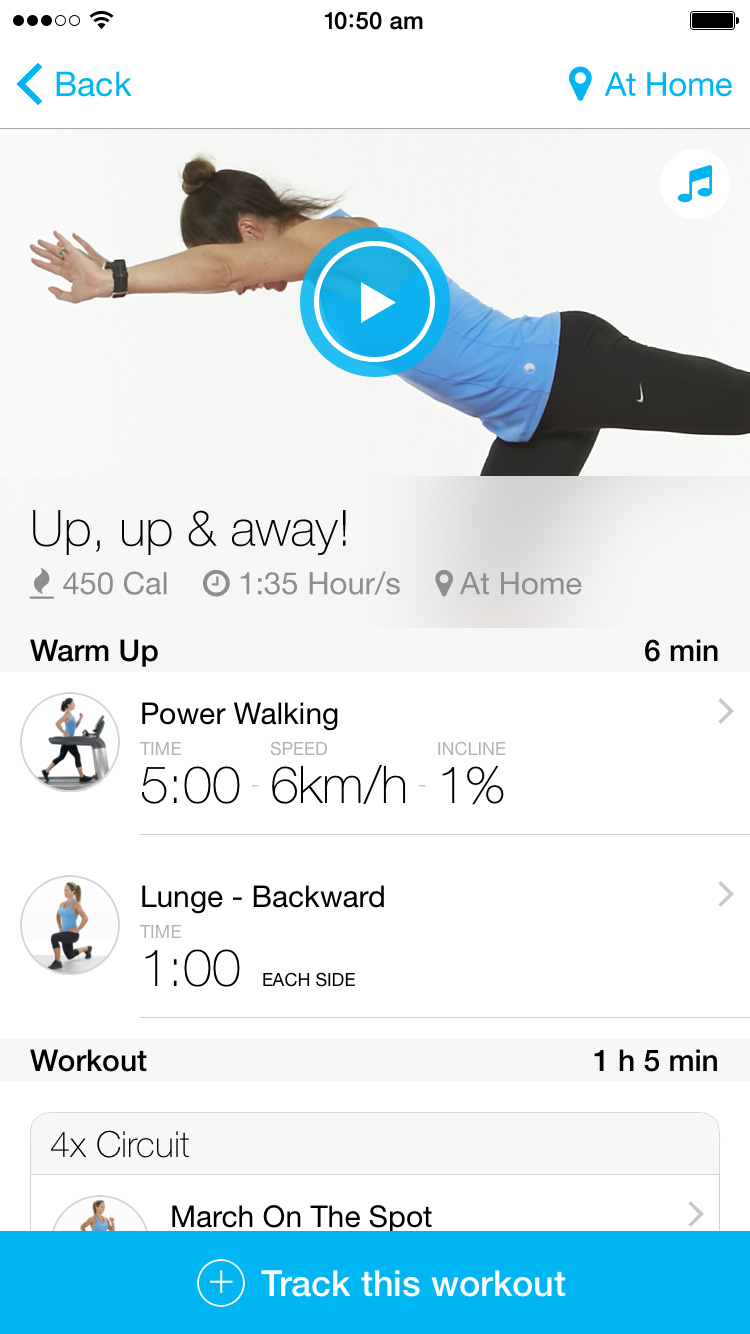 10:50 am
Back
At Home
Up, up & away!
450 Cal 1:35 Hour/s At Home
Warm Up 6 min
Power Walking
TIME SPEED INCLINE
5:00 - 6km/h - 1%
Lunge - Backward
TIME
1:00 EACH SIDE
Workout 1 h 5 min
4x Circuit
March On The Spot
Track this workout